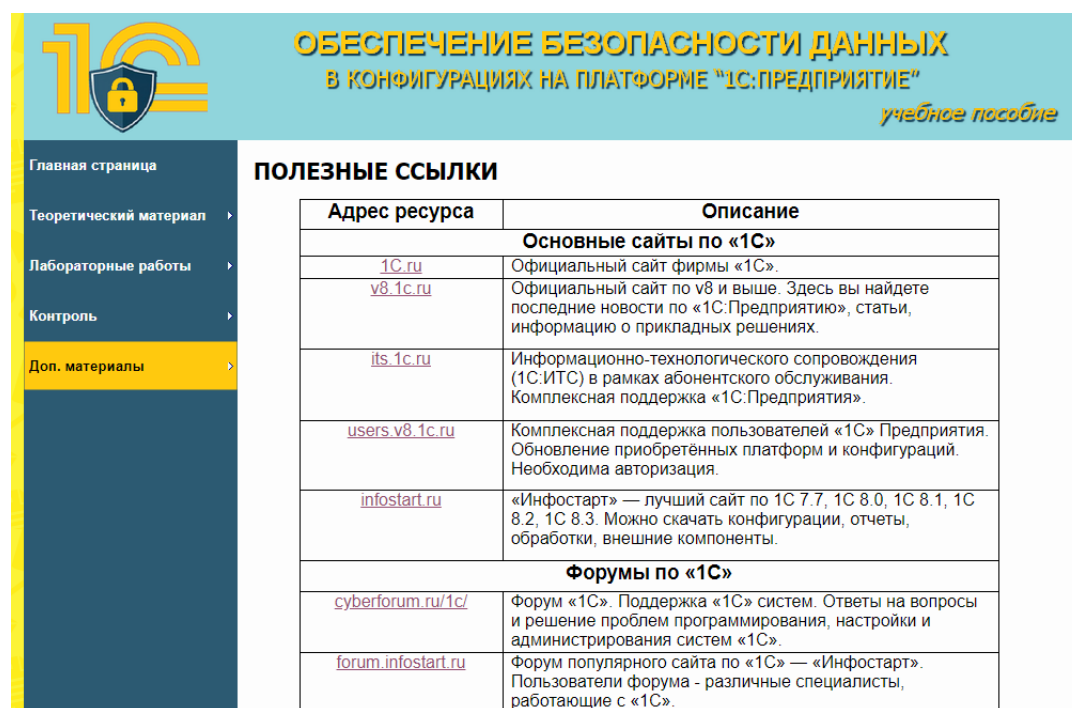 1С
ОБЕСПЕЧЕНИЕ БЕЗОПАСНОСТИ ДАННЫХ
В КОНФИГУРАЦИЯХ НА ПЛАТФОРМЕ "1С:ПРЕДПРИЯТИЕ"
учебное пособие
Главная страница
Теоретический материал
Лабораторные работы
Контроль
Доп. материалы
ПОЛЕЗНЫЕ ССЫЛКИ
Адрес ресурса Описание
Основные сайты по «1С»
1C.ru Официальный сайт фирмы «1С».
v8.1c.ru Официальный сайт по v8 и выше. Здесь вы найдете
последние новости по «1С:Предприятию», статьи,
информацию о прикладных решениях.
its.1c.ru Информационно-технологического сопровождения
(1С:ИТС) в рамках абонентского обслуживания.
Комплексная поддержка «1С:Предприятия».
users.v8.1c.ru Комплексная поддержка пользователей «1С» Предприятия.
Обновление приобретённых платформ и конфигураций.
Необходима авторизация.
infostart.ru «Инфостарт» — лучший сайт по 1С 7.7, 1С 8.0, 1С 8.1, 1С
8.2, 1С 8.3. Можно скачать конфигурации, отчеты,
обработки, внешние компоненты.
Форумы по «1С»
cyberforum.ru/1c/ Форум «1С». Поддержка «1С» систем. Ответы на вопросы
и решение проблем программирования, настройки и
администрирования систем «1С».
forum.infostart.ru Форум популярного сайта по «1С» — «Инфостарт».
Пользователи форума - различные специалисты,
работающие с «1С».